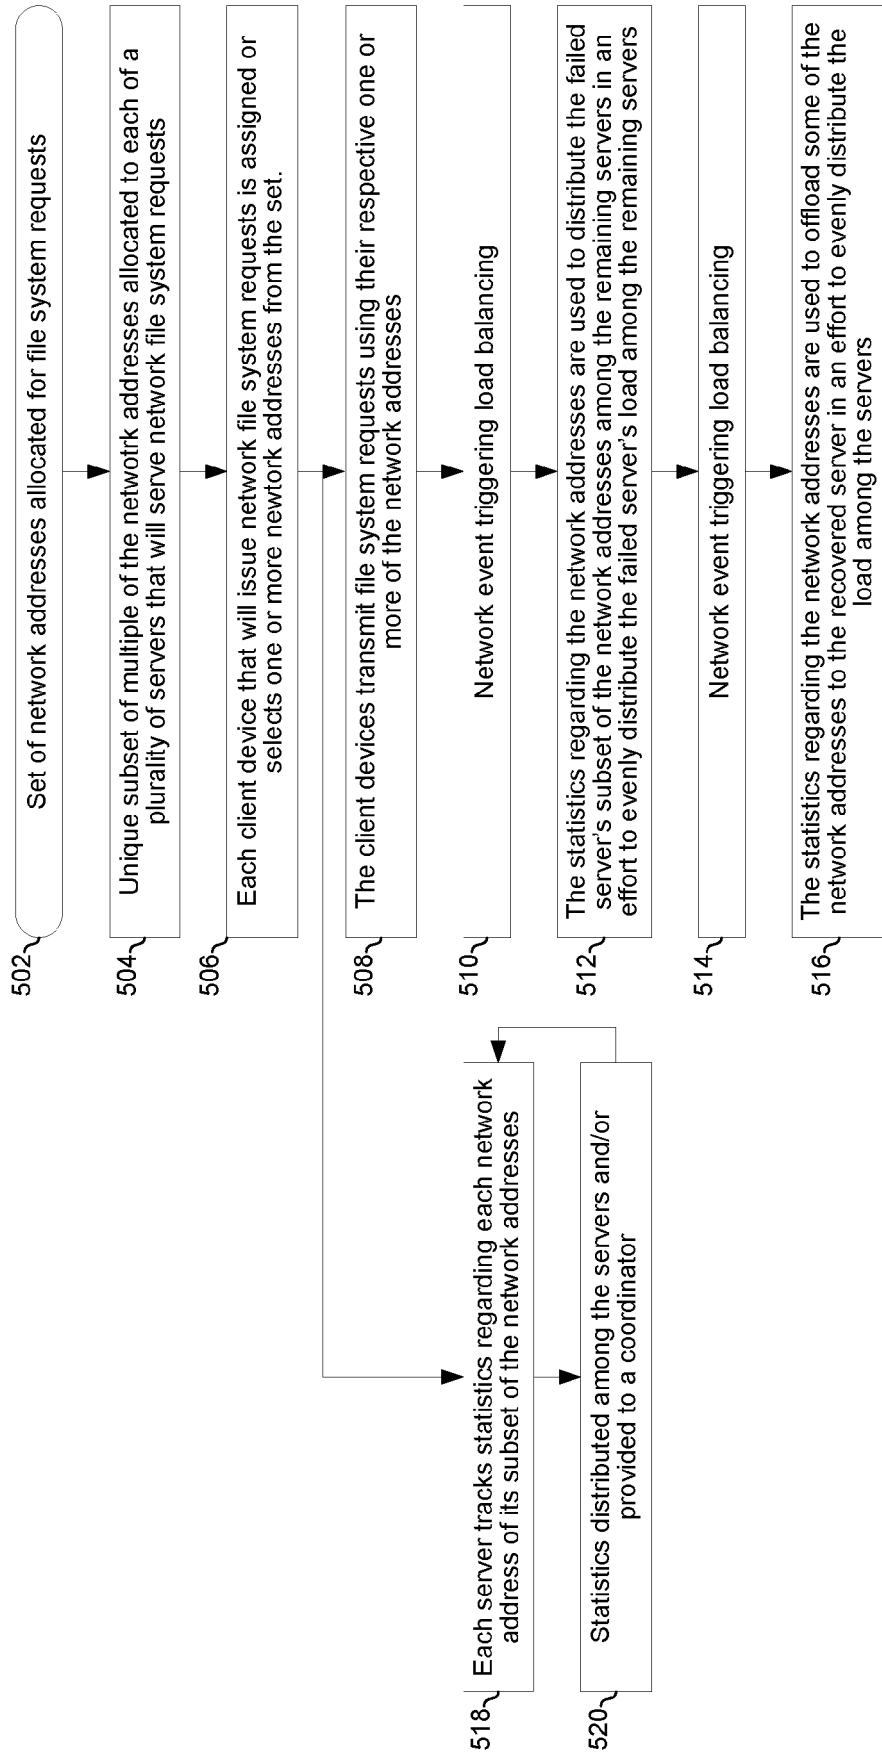 502
Set of network addresses allocated for file system requests
504
Unique subset of multiple of the netwotrk addresses allocated to each of a
plurality of servers that will serve network file system requests
506
Each client device that will issue network file system requests is assigned or
selects one or more newtork addresses from the set.
508
The client devices transmit file system requests using their respective one or
more of the network addresses
510
Network event triggering load balancing
512
The statistics regarding the network addresses are used to distribute the failed
server's subset of the network addresses among the remaining servers in an
effort to evenly distribute the failed server's load among the remaining servers
514
Network event triggering load balancing
516
The statistics regarding the network addresses are used to offload some of the
network addresses to the recovered server in an effort to evenly distribute the
load among the servers
518
Each server tracks statistics regarding each network
address of its subset of the network addresses
520
Statistics distributed among the servers and/or
provided to a coordinator